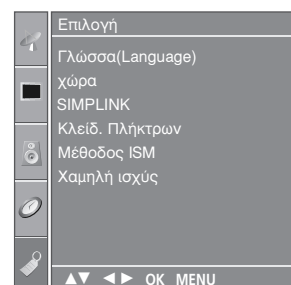 Επιλογή
Γλώσσα(Language)
χώρα
SIMPLINK
Κλείδ. Πλήκτρων
Μέθοδος ISM
Χαμηλή ισχύς
▲▼ ◄► OK MENU